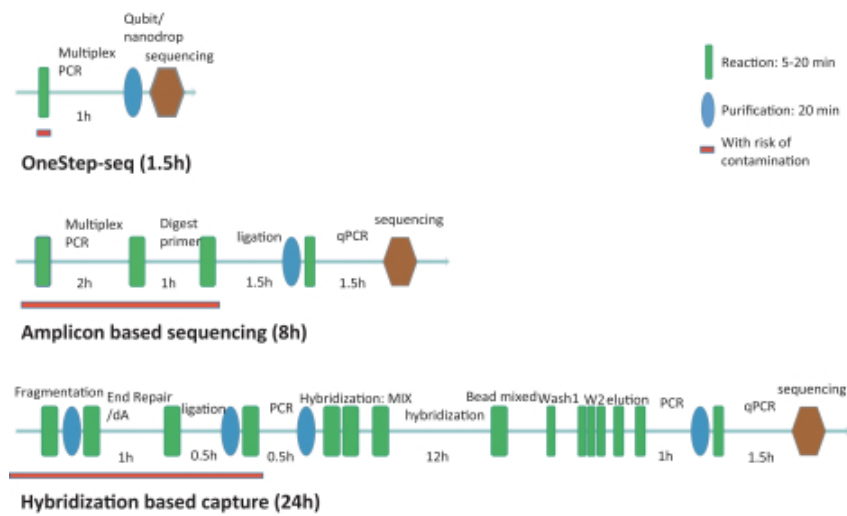 Qubit/
nanodrop
Multiplex
PCR
sequencing
1h
OneStep-seq (1.5h)
Reaction: 5-20 min
Purification: 20 min
With risk of
contamination
Multiplex
PCR
Digest
primer
ligation
qPCR
sequencing
2h
1h
1.5h
1.5h
Amplicon based sequencing (8h)
Fragmentation
End Repair
/dA
ligation
PCR
Hybridization: MIX
hybridization
Bead mixed
Wash1
W2
elution
PCR
qPCR
sequencing
1h
0.5h
0.5h
12h
1h
1.5h
Hybridization based capture (24h)